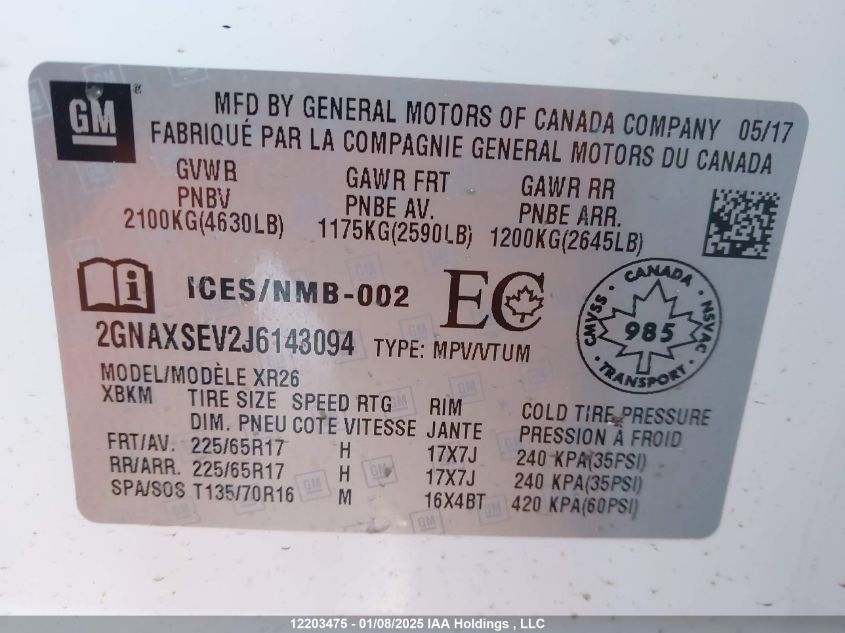 GM
MFD BY GENERAL MOTORS OF CANADA COMPANY 05/17
FABRIQUÉ PAR LA COMPAGNIE GENERAL MOTORS DU CANADA
GVWR GAWR FRT GAWR RR
PNBV PNBE AV. PNBE ARR.
2100KG(4630LB) 1175KG(2590LB) 1200KG(2645LB)
i ICES/NMB-002 EC
CANADA
CMVSS 985 NSVAC
TRANSPORT
2GNAXSEV2J6143094 TYPE: MPV/VTUM
MODEL/MODÈLE XR26
XBKM TIRE SIZE SPEED RTG RIM COLD TIRE PRESSURE
DIM. PNEU COTE VITESSE JANTE PRESSION À FROID
FRT/AV. 225/65R17 H 17X7J 240 KPA(35PSI)
RR/ARR. 225/65R17 H 17X7J 240 KPA(35PSI)
SPA/SOS T135/70R16 M 16X4BT 420 KPA(60PSI)
12203475 - 01/08/2025 IAA Holdings , LLC